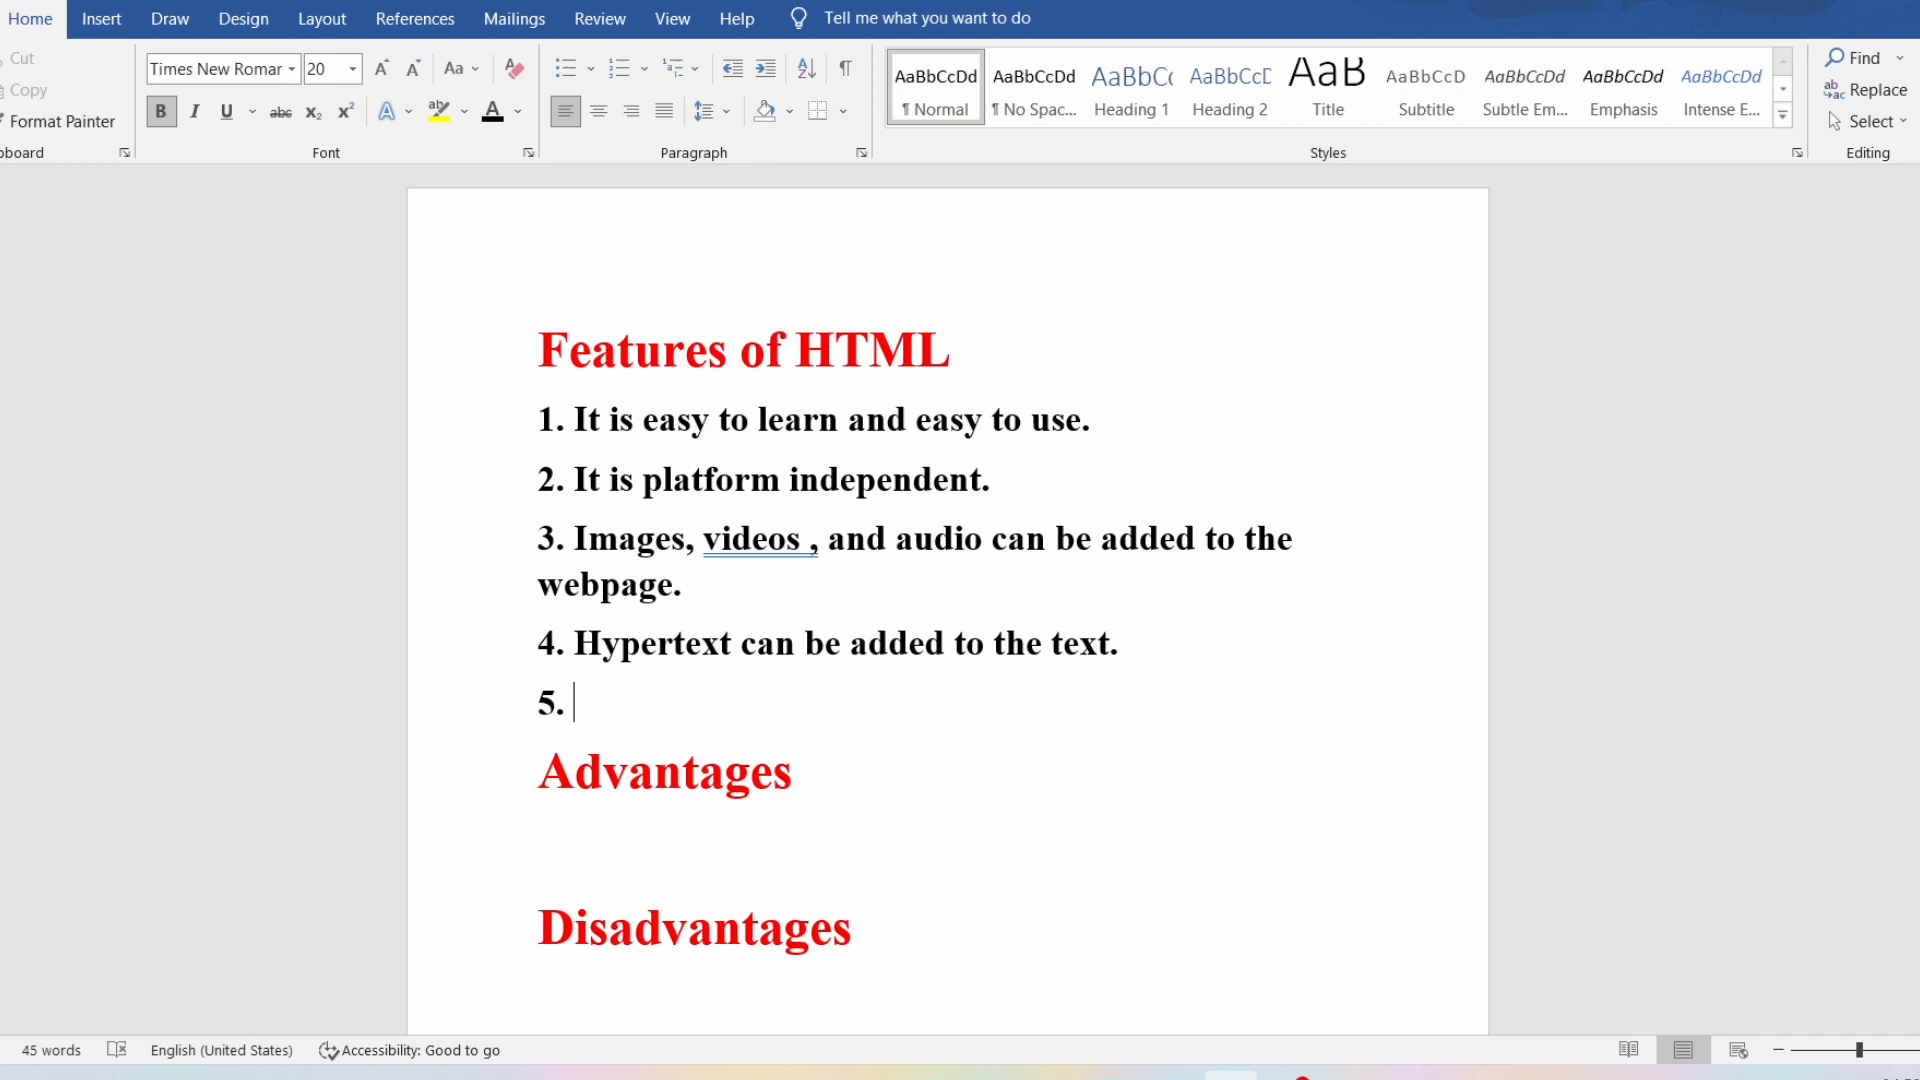 Home Insert Draw Design Layout References Mailings Review View Help Tell me what you want to do
Cut
Copy
Format Painter
Times New Roman 20 Aa
AaBbCcDd AaBbCcDd AaBbCc AaBbCcE AaB AaBbCcD AaBbCcDd AaBbCcDd AaBbCcDd
¶ Normal ¶ No Spac... Heading 1 Heading 2 Title Subtitle Subtle Em... Emphasis Intense E...
Find
Replace
Select
pboard Font Paragraph Styles Editing
Features of HTML
1. It is easy to learn and easy to use.
2. It is platform independent.
3. Images, videos , and audio can be added to the
webpage.
4. Hypertext can be added to the text.
5.
Advantages
Disadvantages
45 words English (United States) Accessibility: Good to go